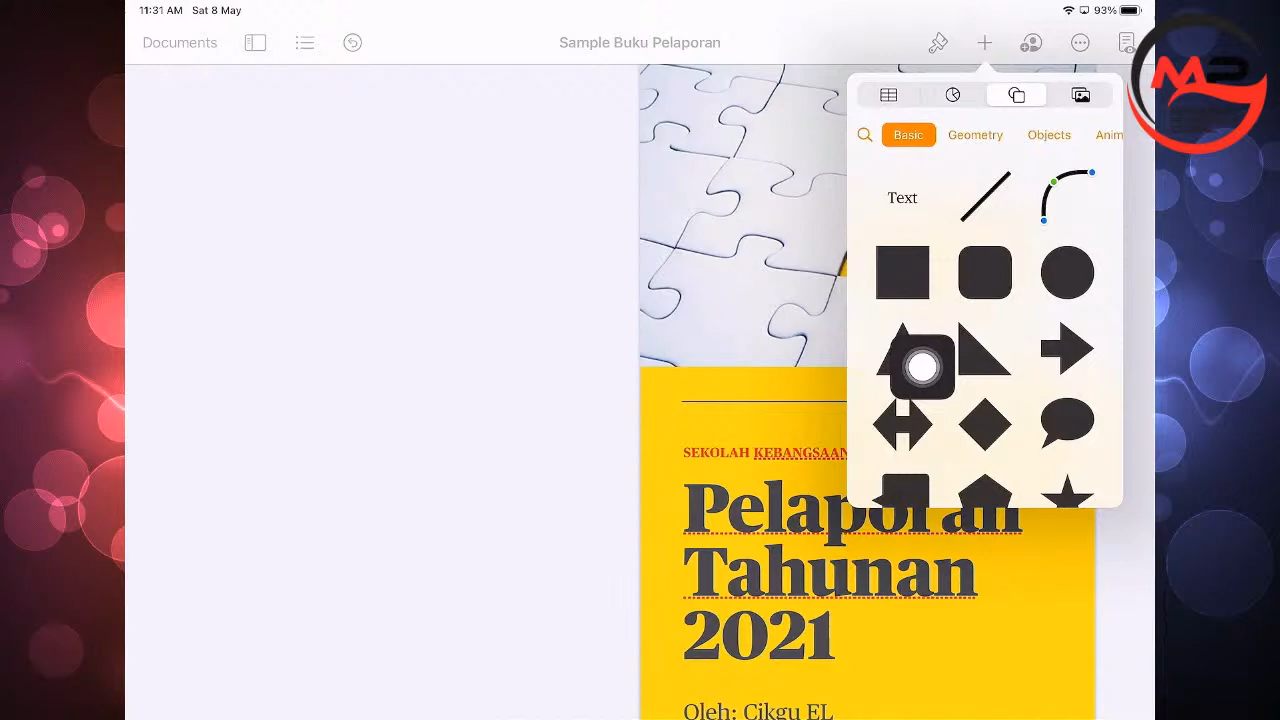 11:31 AM Sat 8 May
93%
Documents
Sample Buku Pelaporan
Basic
Geometry
Objects
Anim
Text
SEKOLAH KEBANGSAAN
Pelaporan
Tahunan
2021
Oleh: Cikgu EL